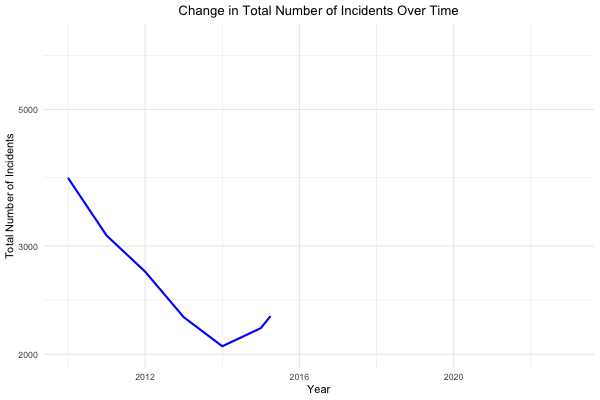 Change in Total Number of Incidents Over Time
5000
3000
2000
Total Number of Incidents
2012 2016 2020
Year